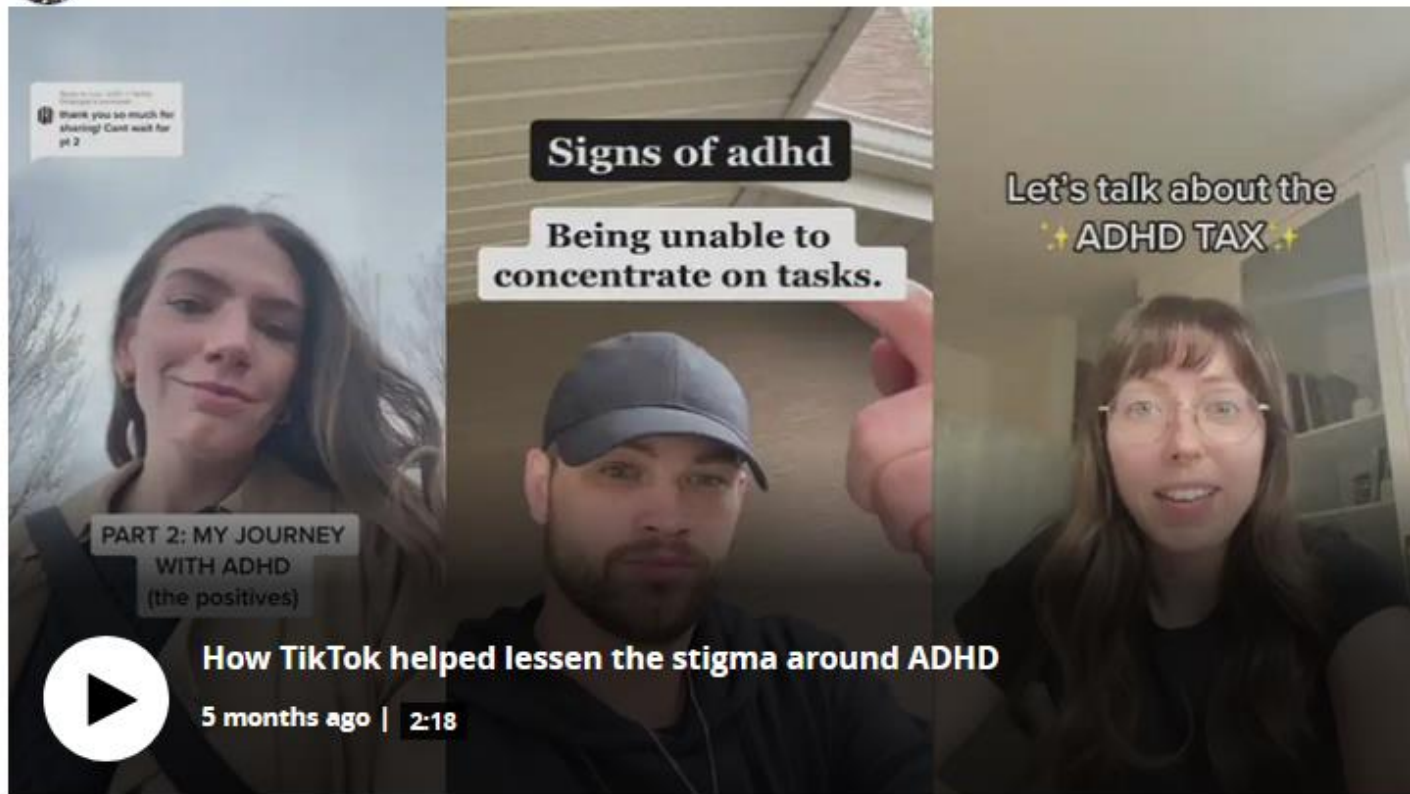 thank you so much for
sharing! Cant wait for
pt 2
PART 2: MY JOURNEY
WITH ADHD
(the positives)
Signs of adhd
Being unable to
concentrate on tasks.
Let's talk about the
✨ADHD TAX✨
How TikTok helped lessen the stigma around ADHD
5 months ago | 2:18